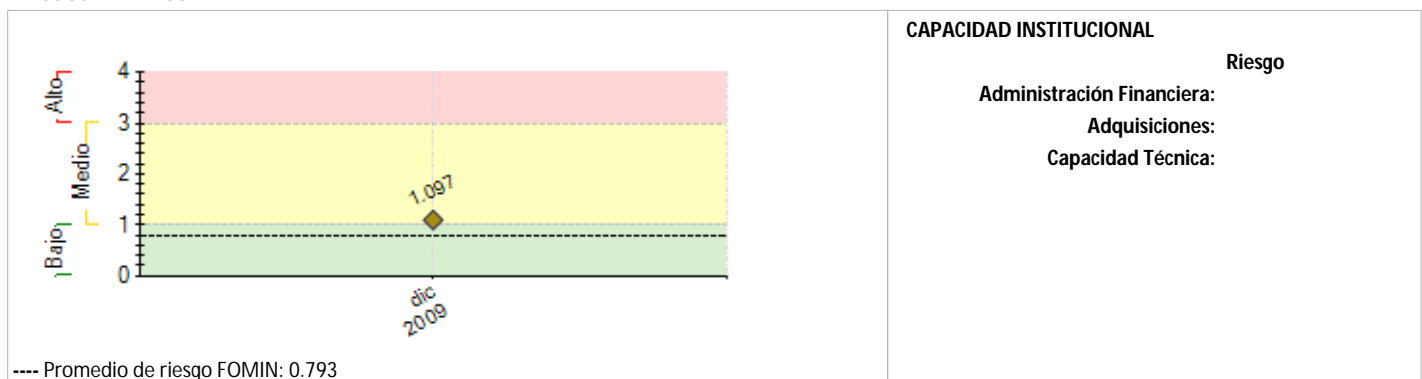 4
3
2
1
0
Alto
Medio
Bajo
1.097
dic
2009
---- Promedio de riesgo FOMIN: 0.793
CAPACIDAD INSTITUCIONAL
Riesgo
Administración Financiera:
Adquisiciones:
Capacidad Técnica: